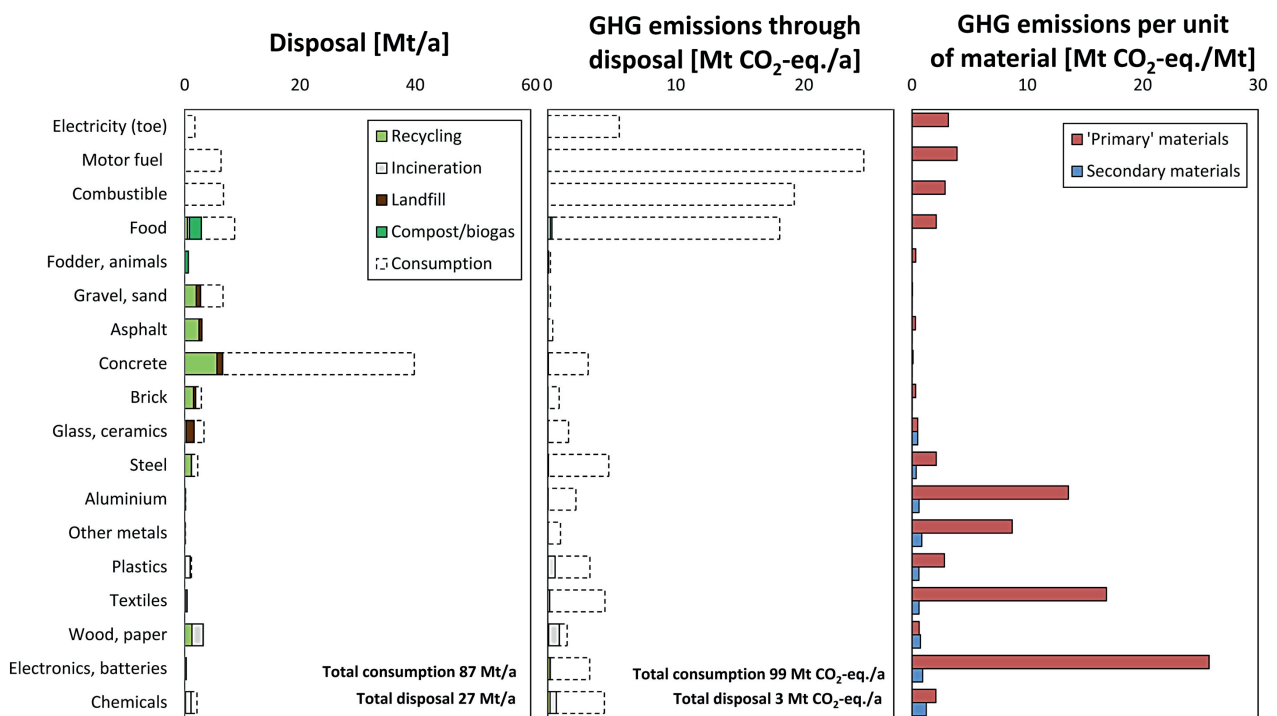 Disposal [Mt/a]
GHG emissions through
disposal [Mt CO₂-eq./a]
GHG emissions per unit
of material [Mt CO₂-eq./Mt]
0 20 40 60
0 10 20
0 10 20 30
Electricity (toe)
Motor fuel
Combustible
Food
Fodder, animals
Gravel, sand
Asphalt
Concrete
Brick
Glass, ceramics
Steel
Aluminium
Other metals
Plastics
Textiles
Wood, paper
Electronics, batteries
Chemicals
Recycling
Incineration
Landfill
Compost/biogas
Consumption
Total consumption 87 Mt/a
Total disposal 27 Mt/a
Total consumption 99 Mt CO₂-eq./a
Total disposal 3 Mt CO₂-eq./a
'Primary' materials
Secondary materials